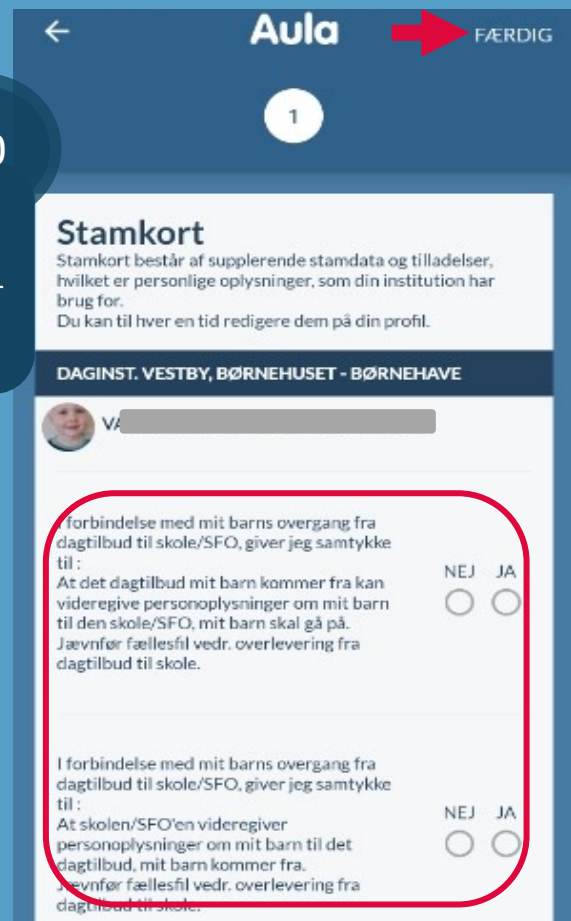 Aula
FÆRDIG
1
Stamkort
Stamkort består af supplerende stamdata og tilladelser,
hvilket er personlige oplysninger, som din institution har
brug for.
Du kan til hver en tid redigere dem på din profil.
DAGINST. VESTBY, BØRNEHUSET - BØRNEHAVE
I forbindelse med mit barns overgang fra
dagtilbud til skole/SFO, giver jeg samtykke
til :
At det dagtilbud mit barn kommer fra kan
videregive personoplysninger om mit barn
til den skole/SFO, mit barn skal gå på.
Jævnfør fællesfil vedr. overlevering fra
dagtilbud til skole.
NEJ JA
I forbindelse med mit barns overgang fra
dagtilbud til skole/SFO, giver jeg samtykke
til :
At skolen/SFO'en videregiver
personoplysninger om mit barn til det
dagtilbud, mit barn kommer fra.
Jævnfør fællesfil vedr. overlevering fra
dagtilbud til skole.
NEJ JA